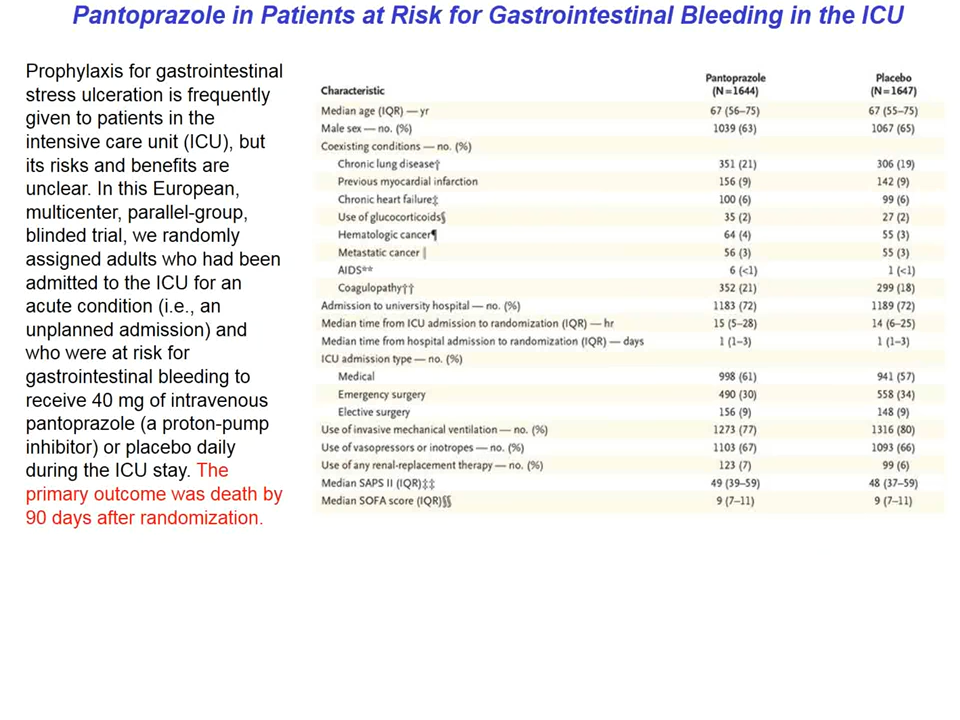 Pantoprazole in Patients at Risk for Gastrointestinal Bleeding in the ICU
Prophylaxis for gastrointestinal
stress ulceration is frequently
given to patients in the
intensive care unit (ICU), but
its risks and benefits are
unclear. In this European,
multicenter, parallel-group,
blinded trial, we randomly
assigned adults who had been
admitted to the ICU for an
acute condition (i.e., an
unplanned admission) and
who were at risk for
gastrointestinal bleeding to
receive 40 mg of intravenous
pantoprazole (a proton-pump
inhibitor) or placebo daily
during the ICU stay. The
primary outcome was death by
90 days after randomization.
Characteristic Pantoprazole (N=1644) Placebo (N=1647)
Median age (IQR) — yr 67 (56–75) 67 (55–75)
Male sex — no. (%) 1039 (63) 1067 (65)
Coexisting conditions — no. (%)
Chronic lung disease† 351 (21) 306 (19)
Previous myocardial infarction 156 (9) 142 (9)
Chronic heart failure‡ 100 (6) 99 (6)
Use of glucocorticoids§ 35 (2) 27 (2)
Hematologic cancer¶ 64 (4) 55 (3)
Metastatic cancer‖ 56 (3) 55 (3)
AIDS** 6 (<1) 1 (<1)
Coagulopathy†† 352 (21) 299 (18)
Admission to university hospital — no. (%) 1183 (72) 1189 (72)
Median time from ICU admission to randomization (IQR) — hr 15 (5–28) 14 (6–25)
Median time from hospital admission to randomization (IQR) — days 1 (1–3) 1 (1–3)
ICU admission type — no. (%)
Medical 998 (61) 941 (57)
Emergency surgery 490 (30) 558 (34)
Elective surgery 156 (9) 148 (9)
Use of invasive mechanical ventilation — no. (%) 1273 (77) 1316 (80)
Use of vasopressors or inotropes — no. (%) 1103 (67) 1093 (66)
Use of any renal-replacement therapy — no. (%) 123 (7) 99 (6)
Median SAPS II (IQR)‡‡ 49 (39–59) 48 (37–59)
Median SOFA score (IQR)§§ 9 (7–11) 9 (7–11)